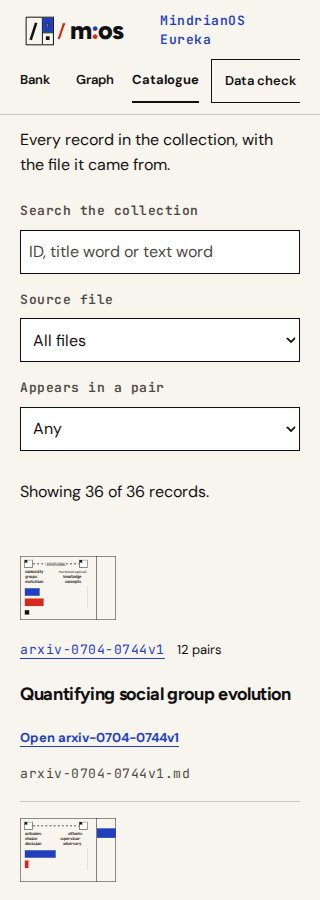 / / m:os
MindrianOS
Eureka
Bank Graph Catalogue Data check
Every record in the collection, with
the file it came from.
Search the collection
ID, title word or text word
Source file
All files
Appears in a pair
Any
Showing 36 of 36 records.
community
groups knowledge
evolution concepts
arxiv-0704-0744v1 12 pairs
Quantifying social group evolution
Open arxiv-0704-0744v1
arxiv-0704-0744v1.md
outcomes attacks
choice supervisor
decision adversary